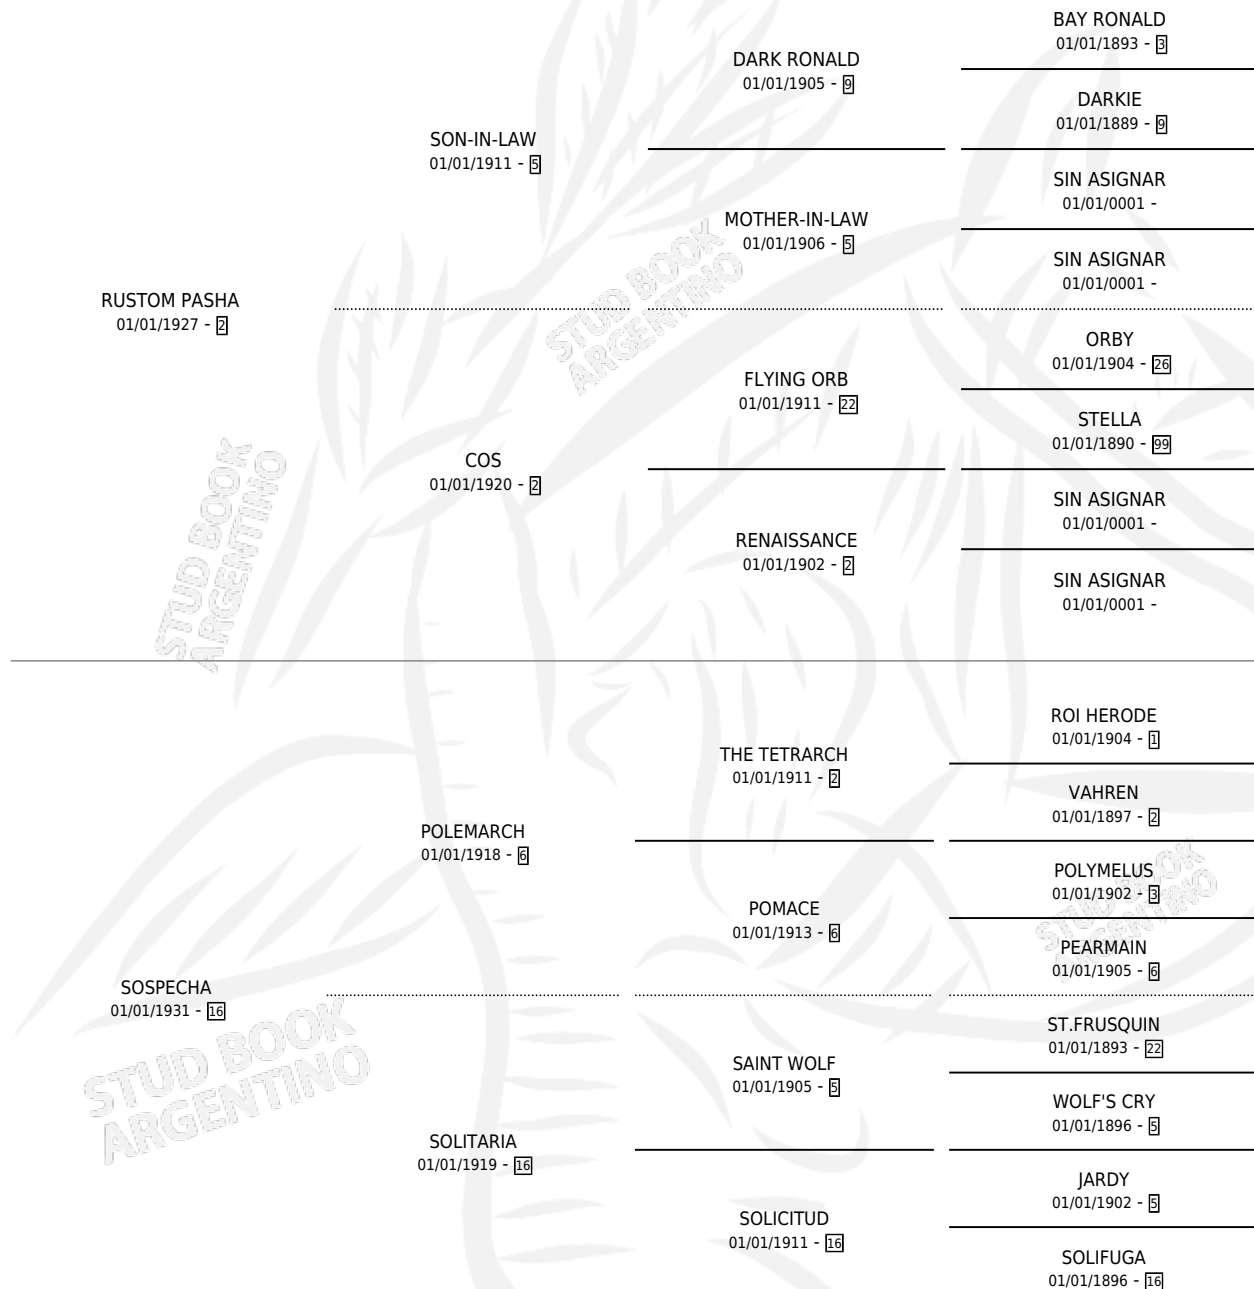 BAY RONALD
01/01/1893 - 3
DARK RONALD
01/01/1905 - 9
DARKIE
01/01/1889 - 9
SON-IN-LAW
01/01/1911 - 5
SIN ASIGNAR
01/01/0001 -
MOTHER-IN-LAW
01/01/1906 - 5
SIN ASIGNAR
01/01/0001 -
RUSTOM PASHA
01/01/1927 - 2
ORBY
01/01/1904 - 26
FLYING ORB
01/01/1911 - 22
STELLA
01/01/1890 - 99
COS
01/01/1920 - 2
SIN ASIGNAR
01/01/0001 -
RENAISSANCE
01/01/1902 - 2
SIN ASIGNAR
01/01/0001 -
ROI HERODE
01/01/1904 - 1
THE TETRARCH
01/01/1911 - 2
VAHREN
01/01/1897 - 2
POLEMARCH
01/01/1918 - 6
POLYMELUS
01/01/1902 - 3
POMACE
01/01/1913 - 6
PEARMAIN
01/01/1905 - 6
SOSPECHA
01/01/1931 - 16
ST.FRUSQUIN
01/01/1893 - 22
SAINT WOLF
01/01/1905 - 5
WOLF'S CRY
01/01/1896 - 5
SOLITARIA
01/01/1919 - 16
JARDY
01/01/1902 - 5
SOLICITUD
01/01/1911 - 16
SOLIFUGA
01/01/1896 - 16
STUD BOOK
ARGENTINO
STUD BOOK
ARGENTINO
STUD BOOK
ARGENTINO
STUD BOOK
ARGENTINO